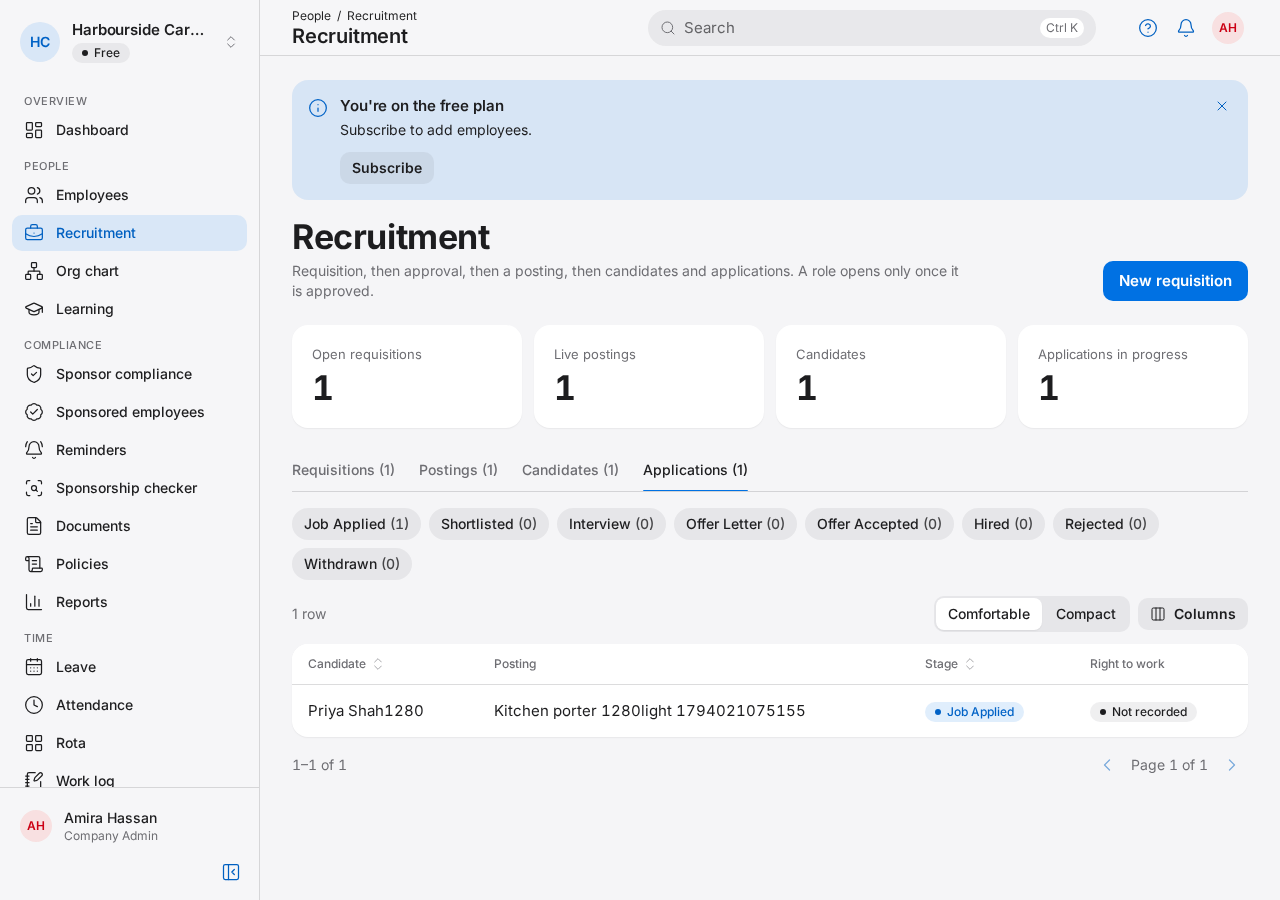 HC
Harbourside Car...
Free
OVERVIEW
Dashboard
PEOPLE
Employees
Recruitment
Org chart
Learning
COMPLIANCE
Sponsor compliance
Sponsored employees
Reminders
Sponsorship checker
Documents
Policies
Reports
TIME
Leave
Attendance
Rota
Work log
AH
Amira Hassan
Company Admin
People / Recruitment
Recruitment
Search
Ctrl K
AH
You're on the free plan
Subscribe to add employees.
Subscribe
Recruitment
Requisition, then approval, then a posting, then candidates and applications. A role opens only once it
is approved.
New requisition
Open requisitions
1
Live postings
1
Candidates
1
Applications in progress
1
Requisitions (1) Postings (1) Candidates (1) Applications (1)
Job Applied (1) Shortlisted (0) Interview (0) Offer Letter (0) Offer Accepted (0) Hired (0) Rejected (0)
Withdrawn (0)
1 row
Comfortable Compact Columns
Candidate Posting Stage Right to work
Priya Shah1280 Kitchen porter 1280light 1794021075155 Job Applied Not recorded
1–1 of 1
Page 1 of 1